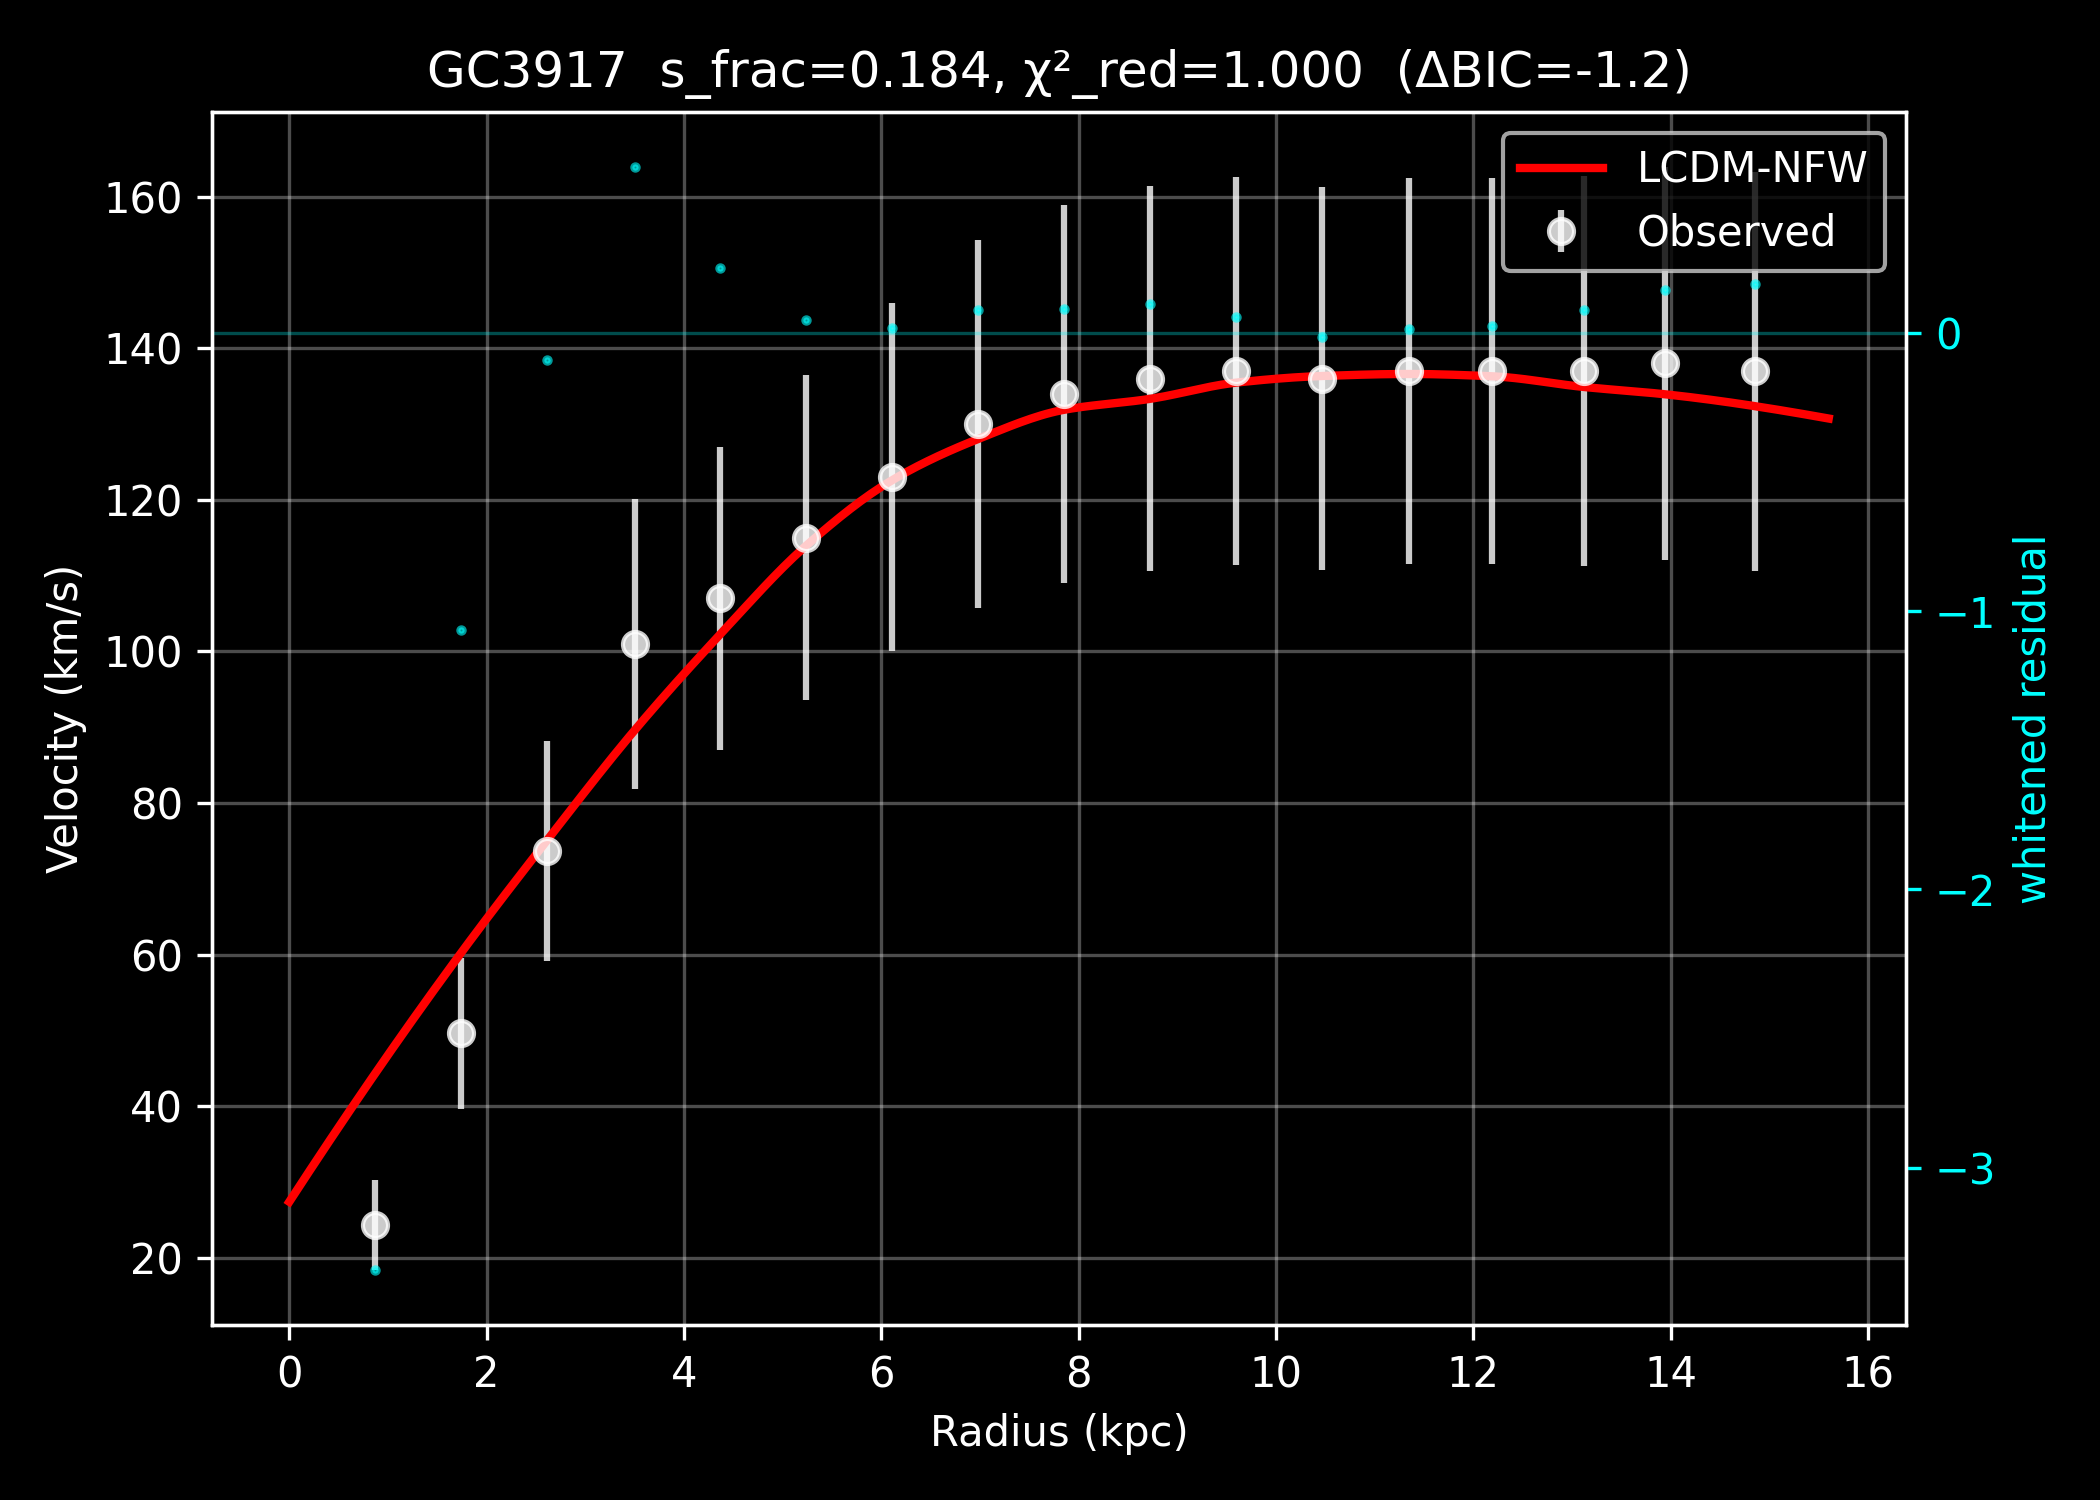 GC3917  s_frac=0.184, χ²_red=1.000  (ΔBIC=-1.2)
LCDM-NFW
Observed
160
140
120
100
80
60
40
20
Velocity (km/s)
0
−1
−2
−3
whitened residual
0 2 4 6 8 10 12 14 16
Radius (kpc)